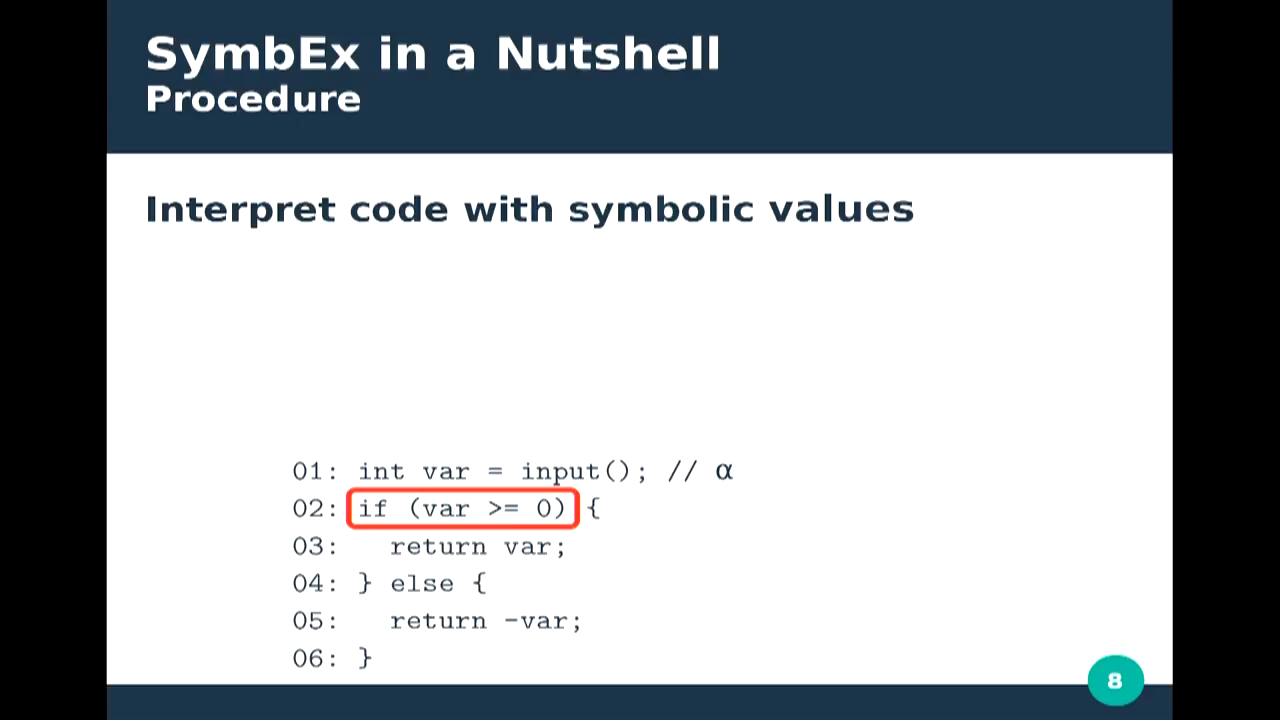 SymbEx in a Nutshell
Procedure
Interpret code with symbolic values
01: int var = input(); // α
02: if (var >= 0) {
03:   return var;
04: } else {
05:   return -var;
06: }
8